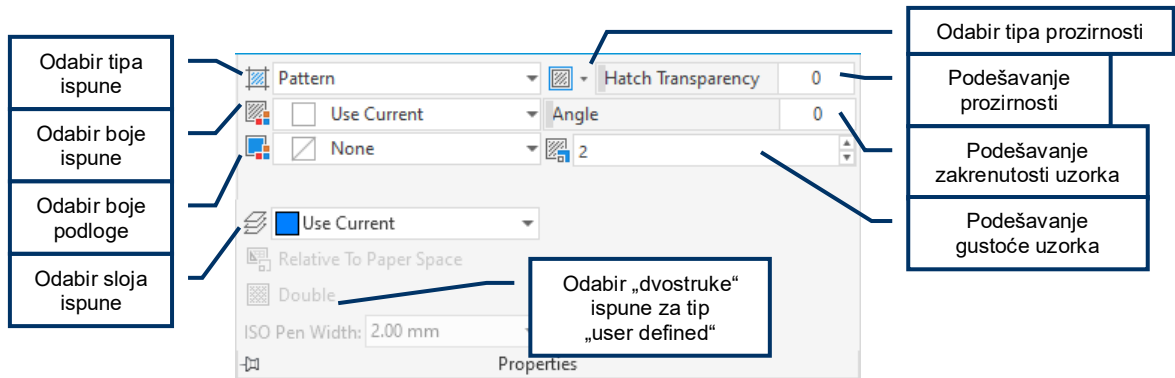 Odabir tipa prozirnosti
Odabir tipa
ispune
Pattern
Hatch Transparency
0
Podešavanje
prozirnosti
Odabir boje
ispune
Use Current
Angle
0
Podešavanje
zakrenutosti uzorka
None
2
Odabir boje
podloge
Podešavanje
gustoće uzorka
Use Current
Odabir sloja
ispune
Relative To Paper Space
Double
Odabir „dvostruke“
ispune za tip
„user defined“
ISO Pen Width: 2.00 mm
Properties